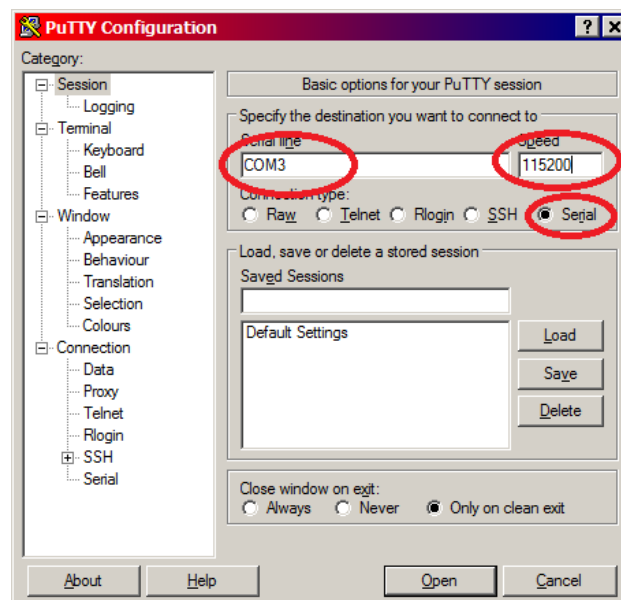 PuTTY Configuration
Category:
Session
Logging
Terminal
Keyboard
Bell
Features
Window
Appearance
Behaviour
Translation
Selection
Colours
Connection
Data
Proxy
Telnet
Rlogin
SSH
Serial
Basic options for your PuTTY session
Specify the destination you want to connect to
Serial line Speed
COM3 115200
Connection type:
Raw Telnet Rlogin SSH Serial
Load, save or delete a stored session
Saved Sessions
Default Settings
Load
Save
Delete
Close window on exit:
Always Never Only on clean exit
About Help Open Cancel